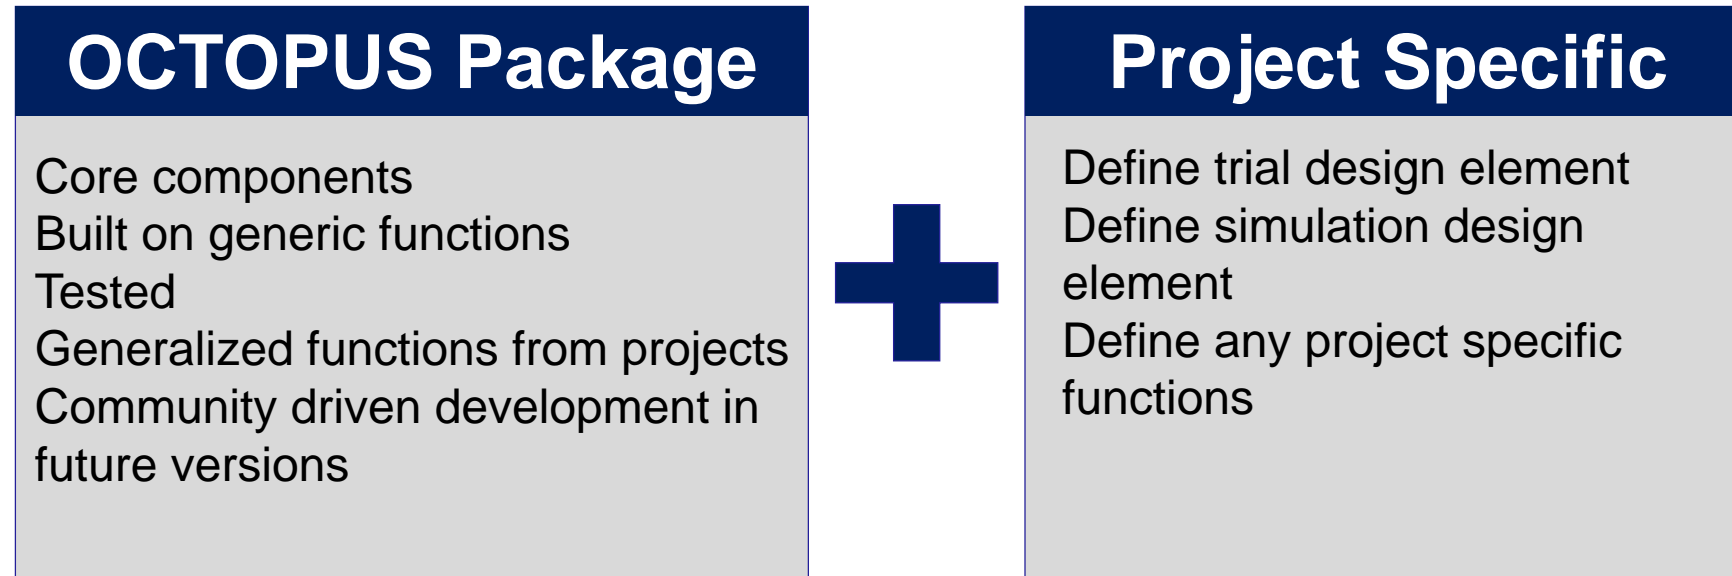 OCTOPUS Package
Core components
Built on generic functions
Tested
Generalized functions from projects
Community driven development in
future versions
Project Specific
Define trial design element
Define simulation design
element
Define any project specific
functions